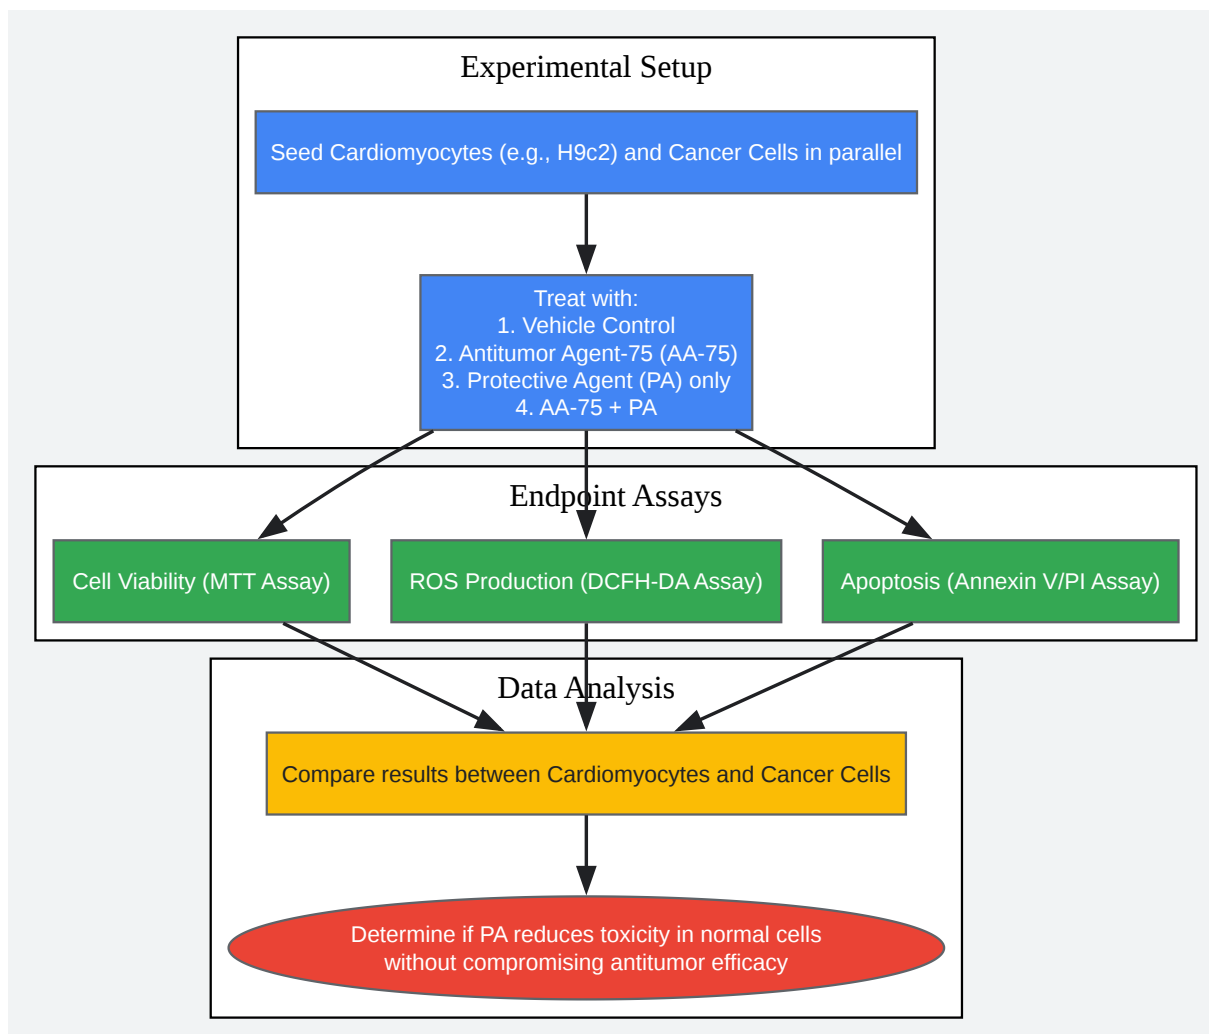 Experimental Setup
Seed Cardiomyocytes (e.g., H9c2) and Cancer Cells in parallel
Treat with:
1. Vehicle Control
2. Antitumor Agent-75 (AA-75)
3. Protective Agent (PA) only
4. AA-75 + PA
Endpoint Assays
Cell Viability (MTT Assay)
ROS Production (DCFH-DA Assay)
Apoptosis (Annexin V/PI Assay)
Data Analysis
Compare results between Cardiomyocytes and Cancer Cells
Determine if PA reduces toxicity in normal cells
without compromising antitumor efficacy